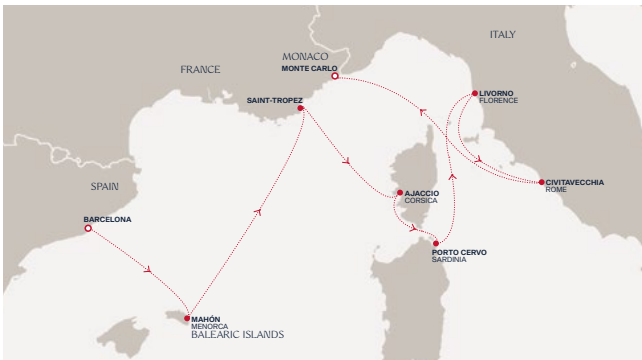 ITALY
MONACO
MONTE CARLO
FRANCE
LIVORNO
FLORENCE
SAINT-TROPEZ
SPAIN
CIVITAVECCHIA
ROME
AJACCIO
CORSICA
BARCELONA
PORTO CERVO
SARDINIA
MAHÓN
MENORCA
BALEARIC ISLANDS